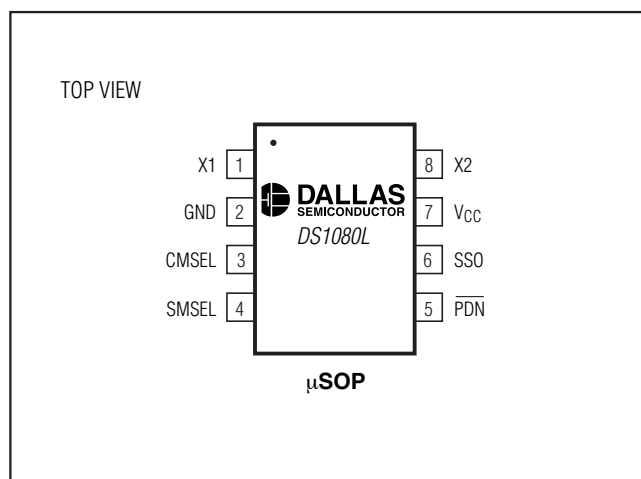 TOP VIEW
X1 1
8 X2
GND 2
7 VCC
CMSEL 3
6 SSO
SMSEL 4
5 PDN
DALLAS
SEMICONDUCTOR
DS1080L
μSOP